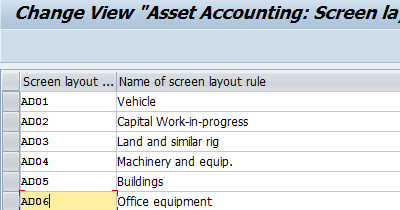 Change View "Asset Accounting: Screen la
Screen layout ... Name of screen layout rule
AD01 Vehicle
AD02 Capital Work-in-progress
AD03 Land and similar rig
AD04 Machinery and equip.
AD05 Buildings
AD06 Office equipment